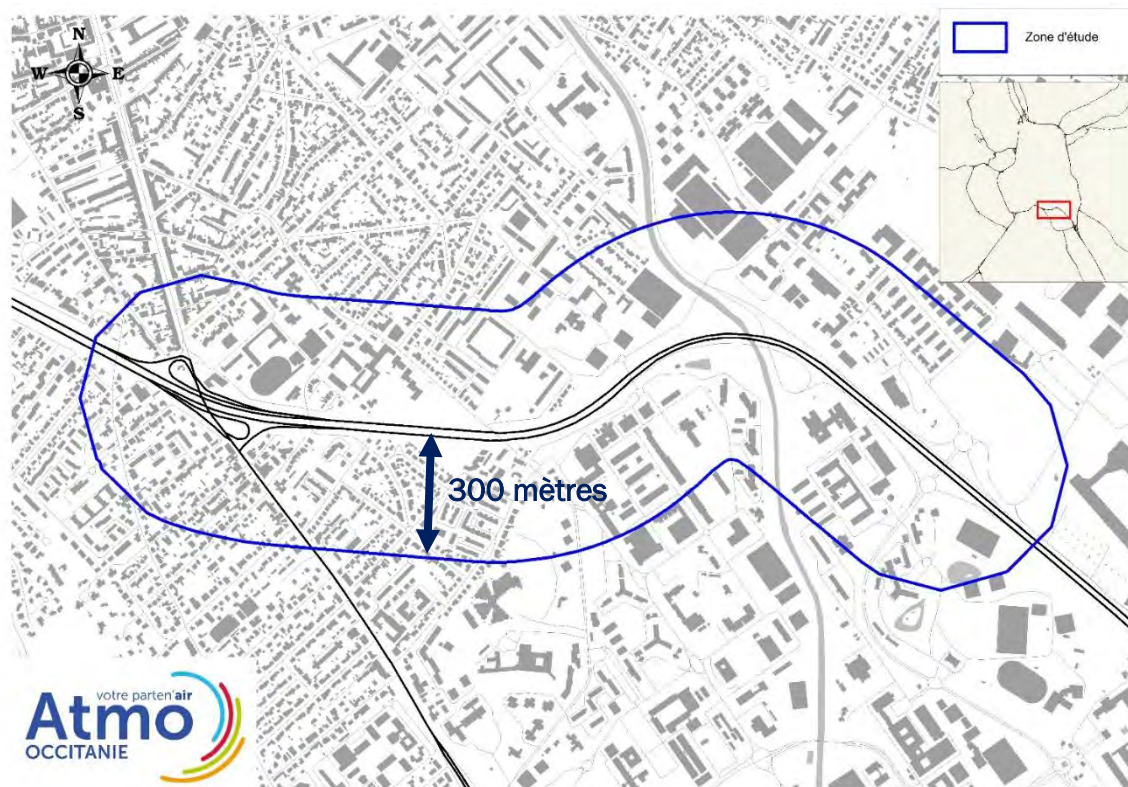 N
W E
S
Zone d'étude
300 mètres
votre parten'air
Atmo
OCCITANIE